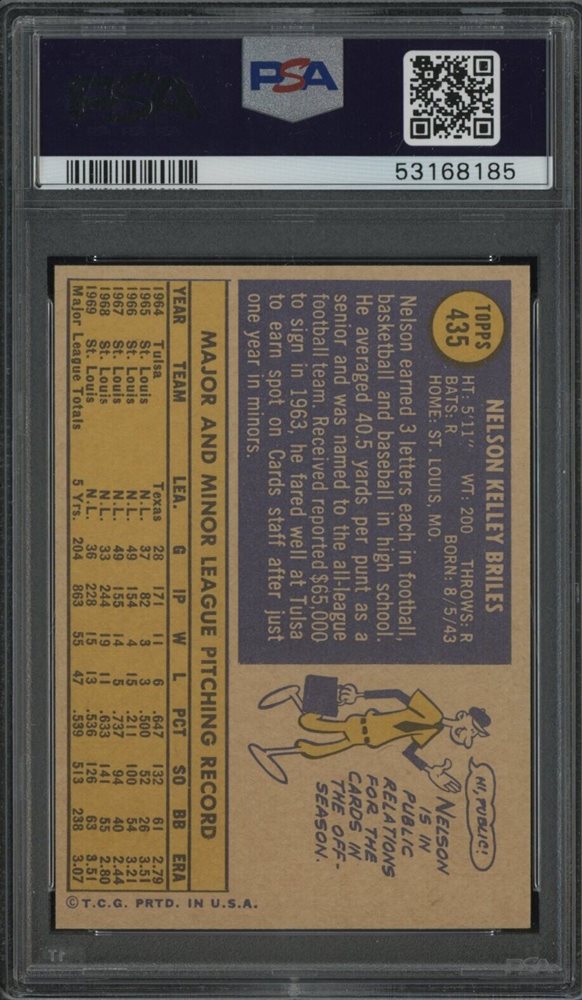 PSA
PSA
53168185
TOPPS
435
NELSON KELLEY BRILES
HT: 5'11" WT: 200 THROWS: R
BATS: R BORN: 8/5/43
HOME: ST. LOUIS, MO.
Nelson earned 3 letters each in football,
basketball and baseball in high school.
He averaged 40.5 yards per punt as a
senior and was named to the all-league
football team. Received reported $65,000
to sign in 1963, he fared well at Tulsa
to earn spot on Cards staff after just
one year in minors.
HI, PUBLIC!
NELSON
IS IN
PUBLIC
RELATIONS
FOR THE
CARDS IN
THE OFF-
SEASON.
MAJOR AND MINOR LEAGUE PITCHING RECORD
YEAR TEAM LEA. G IP W L PCT SO BB ERA
1964 Tulsa Texas 28 171 11 6 .647 132 61 2.79
1965 St. Louis N.L. 37 82 3 3 .500 52 26 3.51
1966 St. Louis N.L. 49 154 4 15 .211 100 54 3.21
1967 St. Louis N.L. 49 155 14 5 .737 94 40 2.44
1968 St. Louis N.L. 33 244 19 11 .633 141 55 2.80
1969 St. Louis N.L. 36 228 15 13 .536 126 63 3.51
Major League Totals 5 Yrs. 204 863 55 47 .539 513 238 3.07
©T.C.G. PRTD. IN U.S.A.